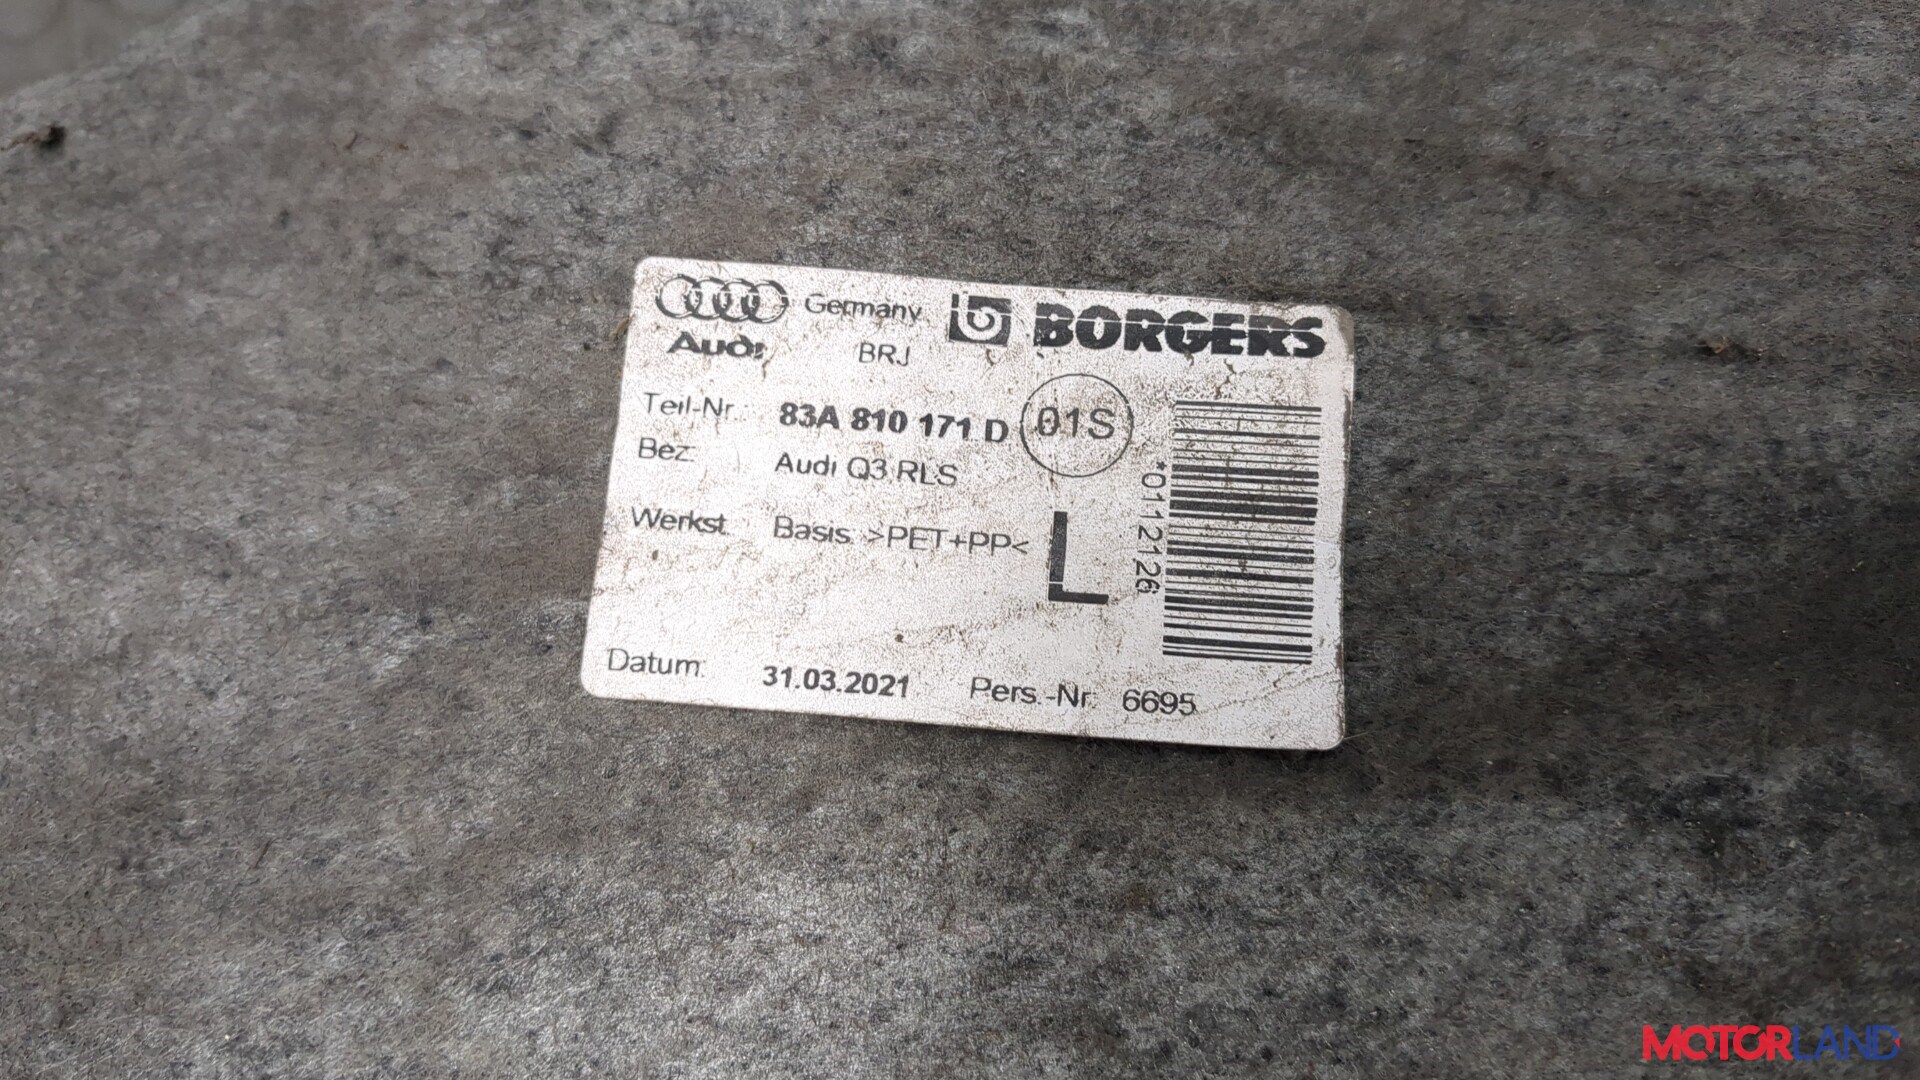 Germany BORGERS
Audi BRJ
Teil-Nr.: 83A 810 171 D 01S
Bez. Audi Q3 RLS
Werkst. Basis >PET+PP< L
*0112126
Datum: 31.03.2021 Pers.-Nr. 6695
MOTORLAND